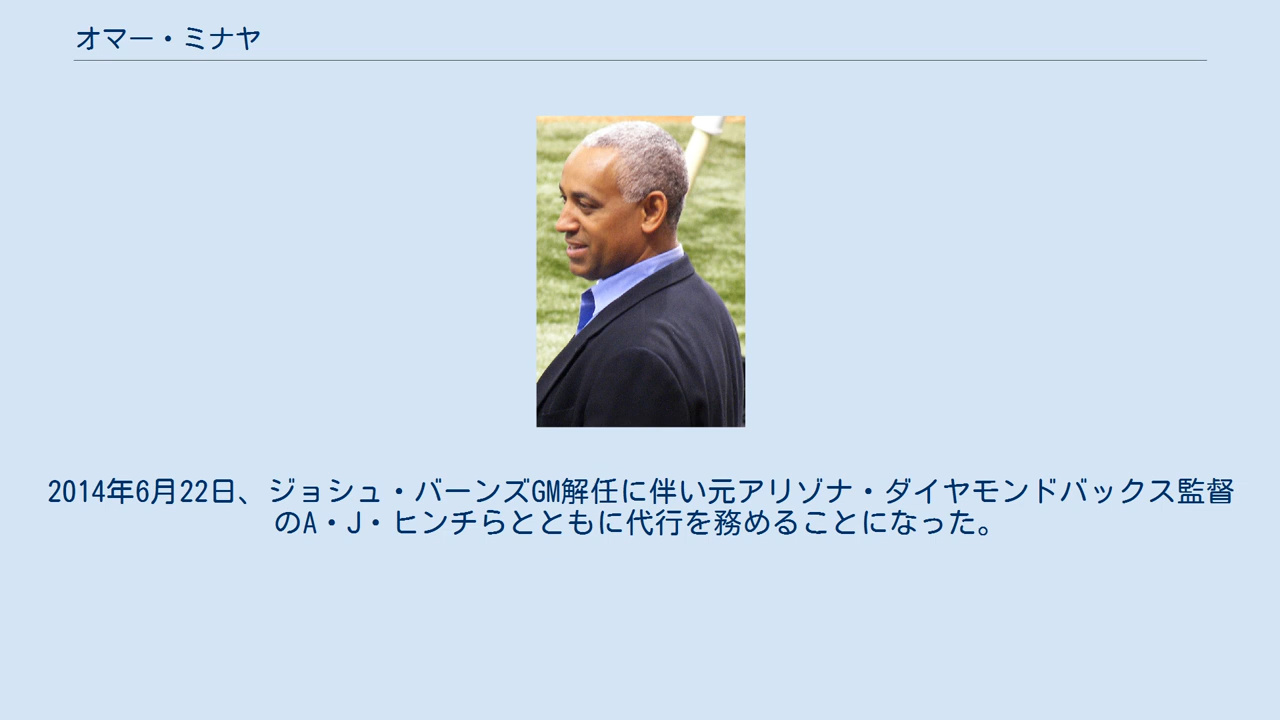 オマー・ミナヤ
2014年6月22日、ジョシュ・バーンズGM解任に伴い元アリゾナ・ダイヤモンドバックス監督
のA・J・ヒンチらとともに代行を務めることになった。